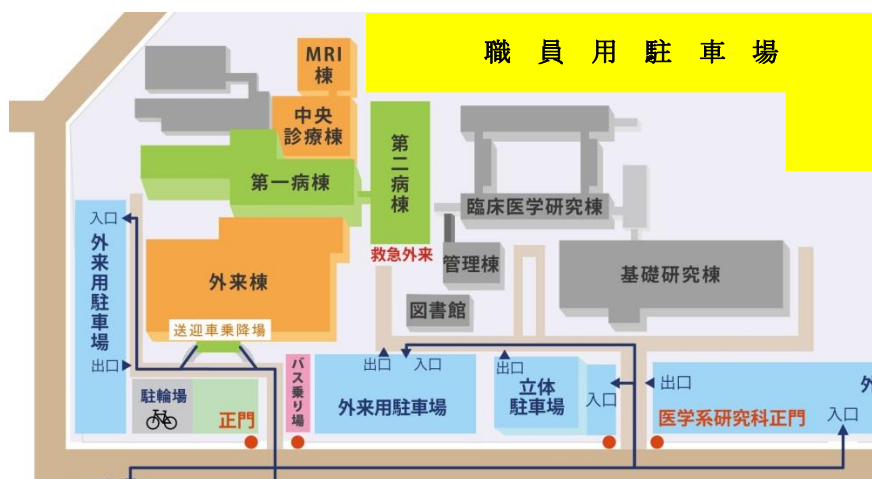 職員用駐車場
MRI
棟
中央
診療棟
第二病棟
第一病棟
臨床医学研究棟
入口
外来用駐車場
救急外来
管理棟
基礎研究棟
外来棟
図書館
送迎車乗降場
出口
バス乗り場
出口
入口
出口
外来用駐車場
立体
駐車場
入口
出口
外
駐輪場
正門
医学系研究科正門
入口